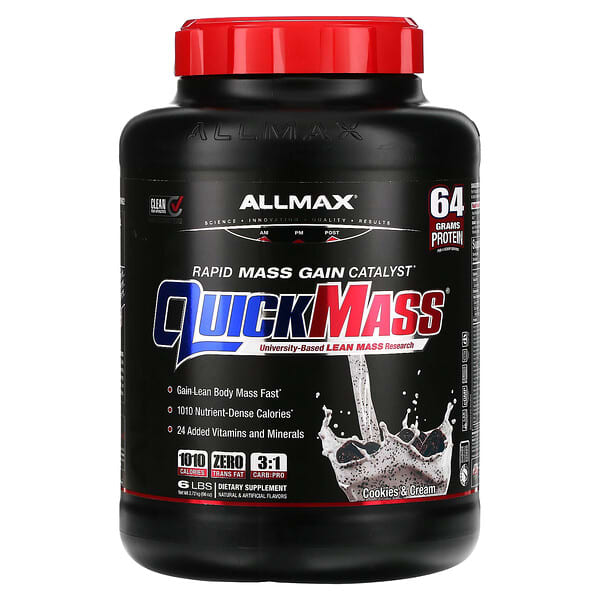 ALLMAX
CLEAN
ALLMAX
SCIENCE • INNOVATION • QUALITY • RESULTS
AM PM POST
64
GRAMS
PROTEIN
RAPID MASS GAIN CATALYST*
QUICKMASS®
University-Based LEAN MASS Research
Gain-Lean Body Mass Fast*
• 1010 Nutrient-Dense Calories*
• 24 Added Vitamins and Minerals
1010 CALORIES
ZERO TRANS FAT
3:1 CARB:PRO
Cookies & Cream
6 LBS DIETARY SUPPLEMENT
NATURAL & ARTIFICIAL FLAVORS